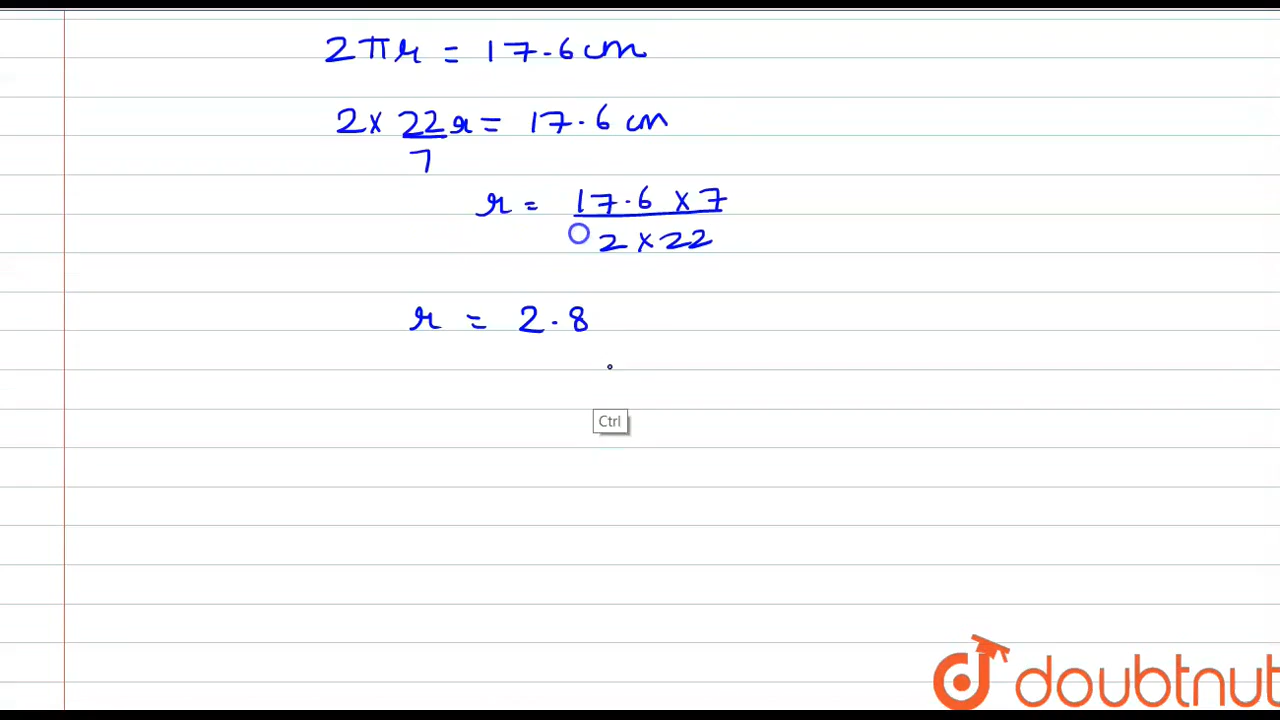 2πr = 17.6 cm
2 × 22/7 r = 17.6 cm
r = 17.6 × 7 / 2 × 22
r = 2.8
Ctrl
doubtnut